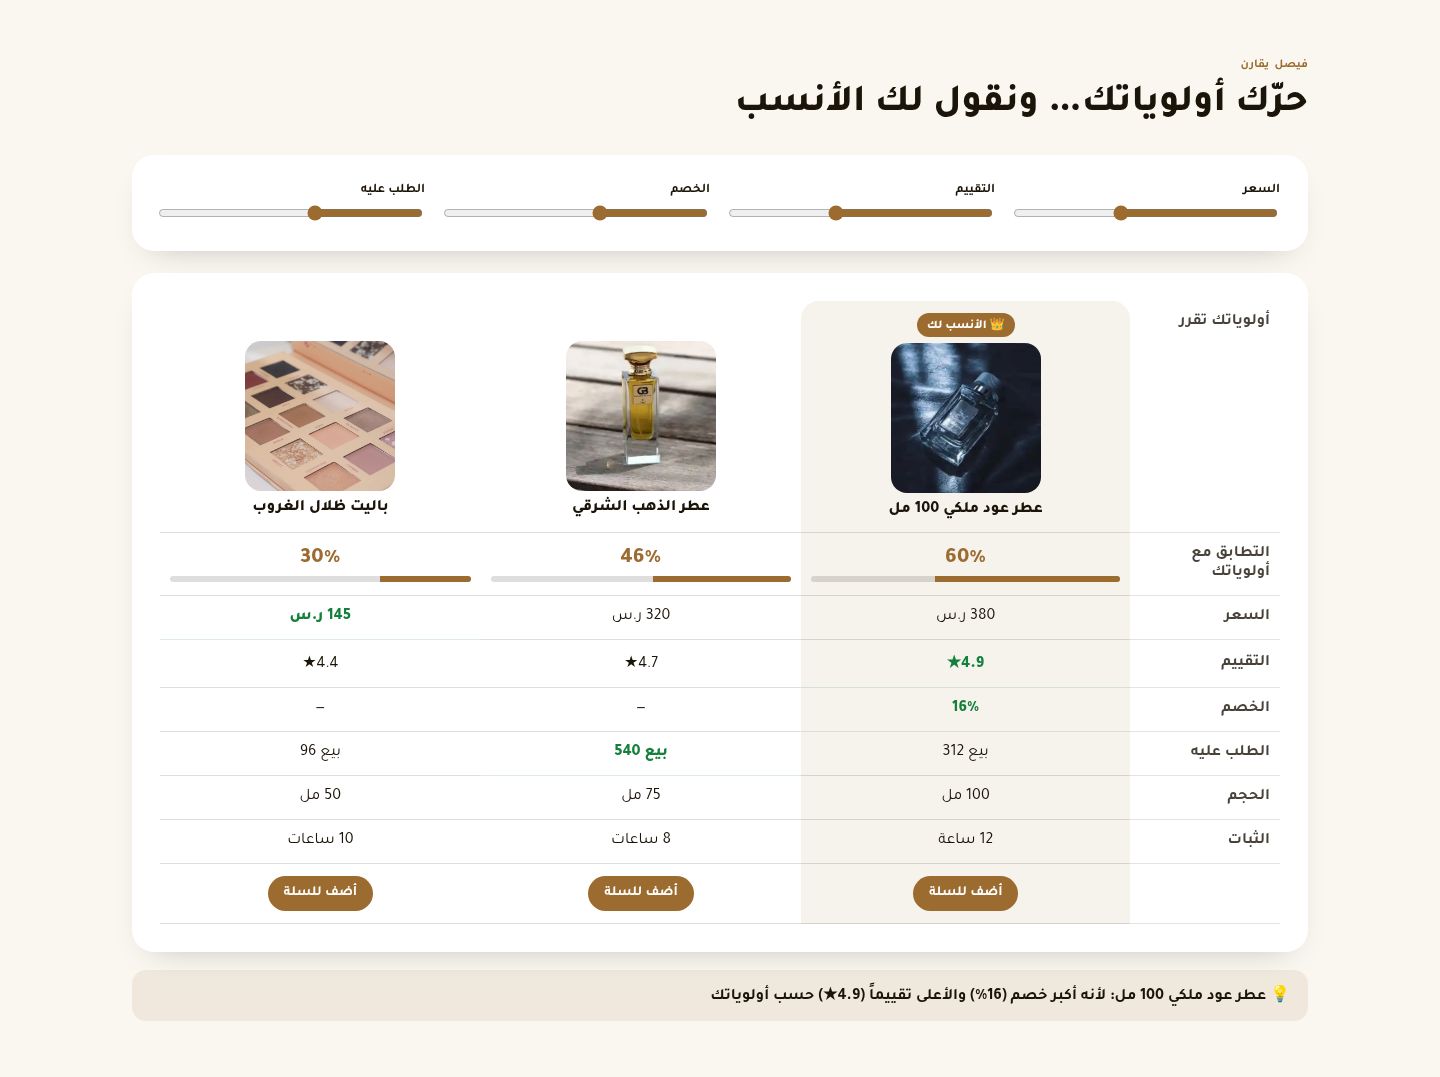 فيصل يقارن
حرّك أولوياتك... ونقول لك الأنسب
السعر
التقييم
الخصم
الطلب عليه
أولوياتك تقرر
👑 الأنسب لك
عطر عود ملكي 100 مل
عطر الذهب الشرقي
باليت ظلال الغروب
التطابق مع
أولوياتك
60%
46%
30%
السعر
380 ر.س
320 ر.س
145 ر.س
التقييم
4.9★
4.7★
4.4★
الخصم
16%
—
—
الطلب عليه
312 بيع
540 بيع
96 بيع
الحجم
100 مل
75 مل
50 مل
الثبات
12 ساعة
8 ساعات
10 ساعات
أضف للسلة
أضف للسلة
أضف للسلة
💡 عطر عود ملكي 100 مل: لأنه أكبر خصم (16%) والأعلى تقييماً (4.9★) حسب أولوياتك